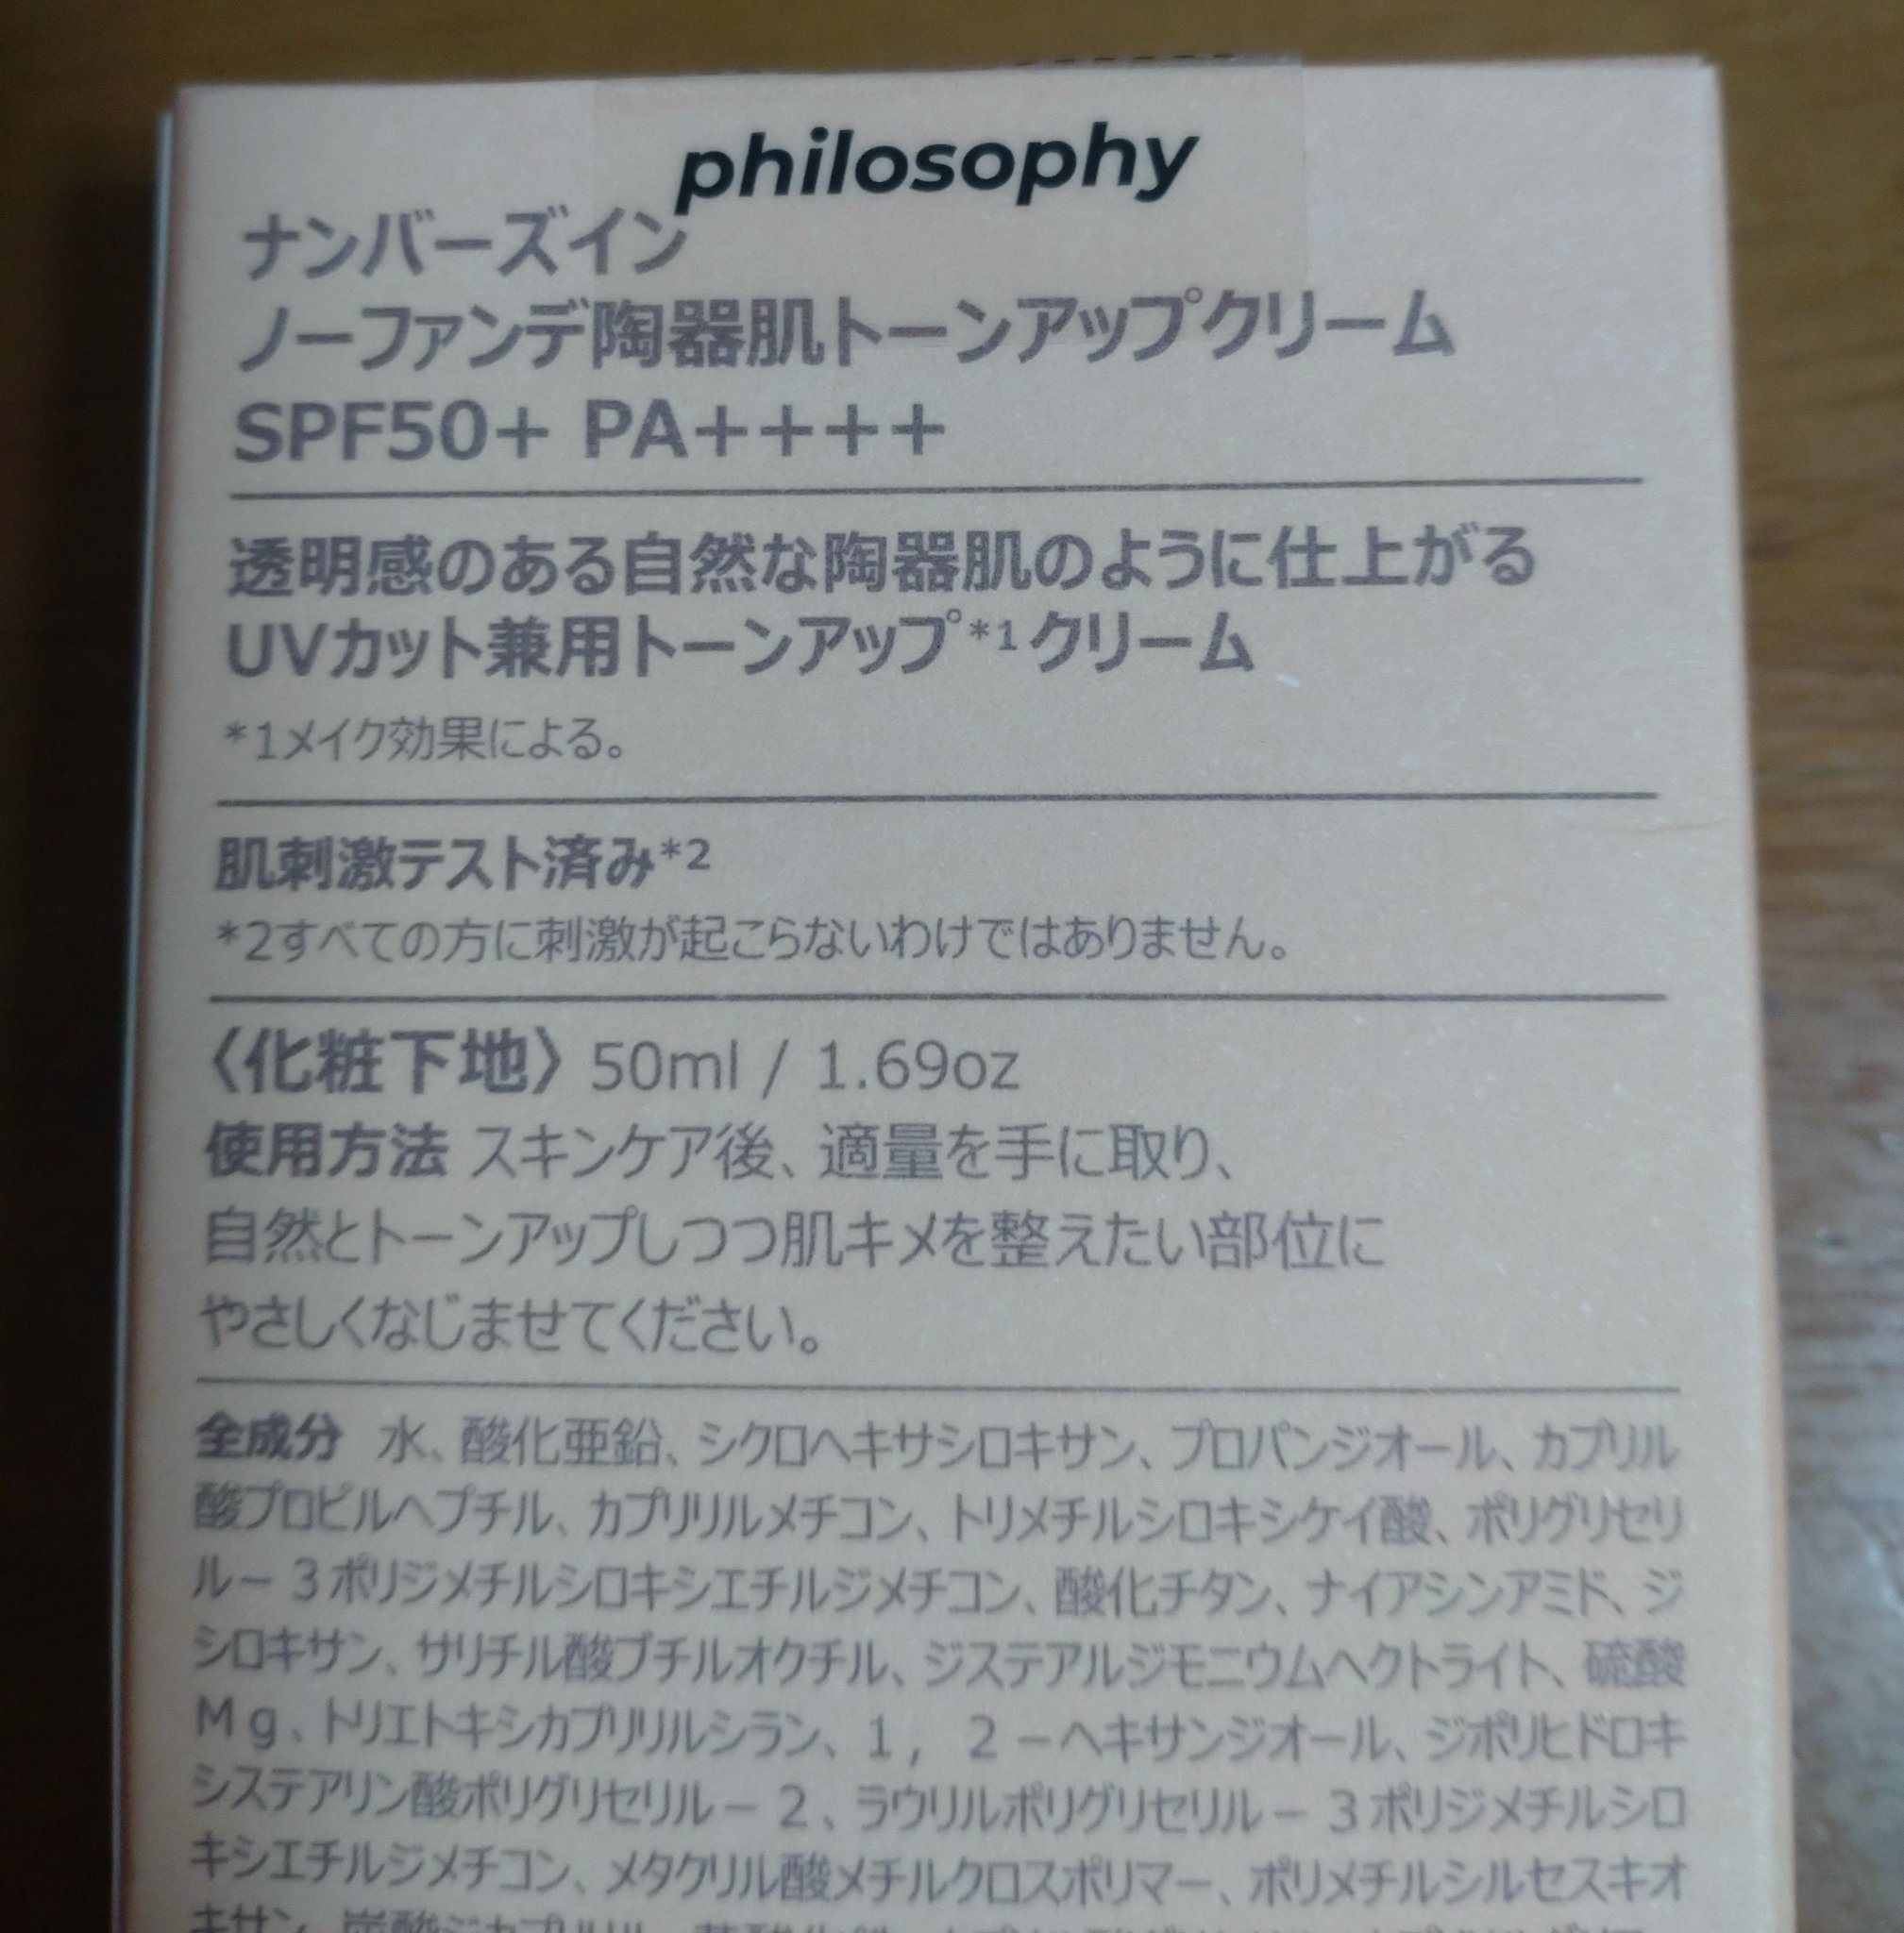 philosophy
ナンバーズイン
ノーファンデ陶器肌トーンアップクリーム
SPF50+ PA++++
透明感のある自然な陶器肌のように仕上がる
UVカット兼用トーンアップ*1クリーム
*1メイク効果による。
肌刺激テスト済み*2
*2すべての方に刺激が起こらないわけではありません。
〈化粧下地〉 50ml / 1.69oz
使用方法 スキンケア後、適量を手に取り、
自然とトーンアップしつつ肌キメを整えたい部位に
やさしくなじませてください。
全成分 水、酸化亜鉛、シクロヘキサシロキサン、プロパンジオール、カプリル
酸プロピルヘプチル、カプリリルメチコン、トリメチルシロキシケイ酸、ポリグリセリ
ル－３ポリジメチルシロキシエチルジメチコン、酸化チタン、ナイアシンアミド、ジ
シロキサン、サリチル酸ブチルオクチル、ジステアルジモニウムヘクトライト、硫酸
Ｍｇ、トリエトキシカプリリルシラン、１，２－ヘキサンジオール、ジポリヒドロキ
システアリン酸ポリグリセリル－２、ラウリルポリグリセリル－３ポリジメチルシロ
キシエチルジメチコン、メタクリル酸メチルクロスポリマー、ポリメチルシルセスキオ
キサン、炭酸ジカプリリル、